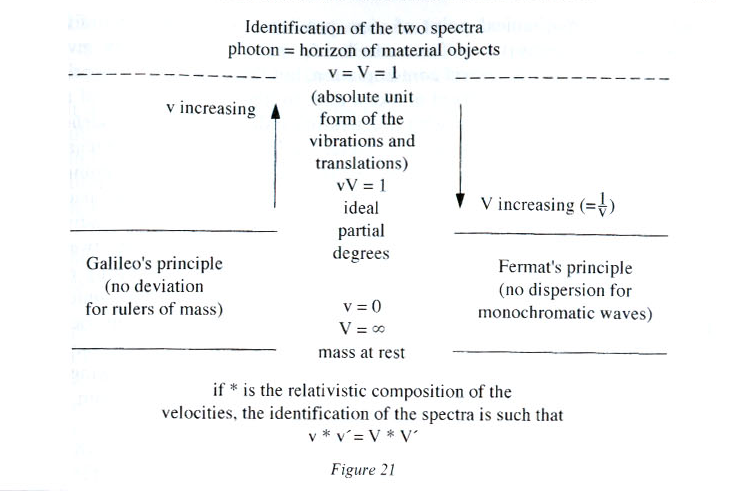 Identification of the two spectra
photon = horizon of material objects
v = V = 1
(absolute unit
form of the
vibrations and
translations)
vV = 1
ideal
partial
degrees
v increasing
V increasing (=1/v)
Galileo's principle
(no deviation
for rulers of mass)
Fermat's principle
(no dispersion for
monochromatic waves)
v = 0
V = ∞
mass at rest
if * is the relativistic composition of the
velocities, the identification of the spectra is such that
v * v´= V * V´
Figure 21